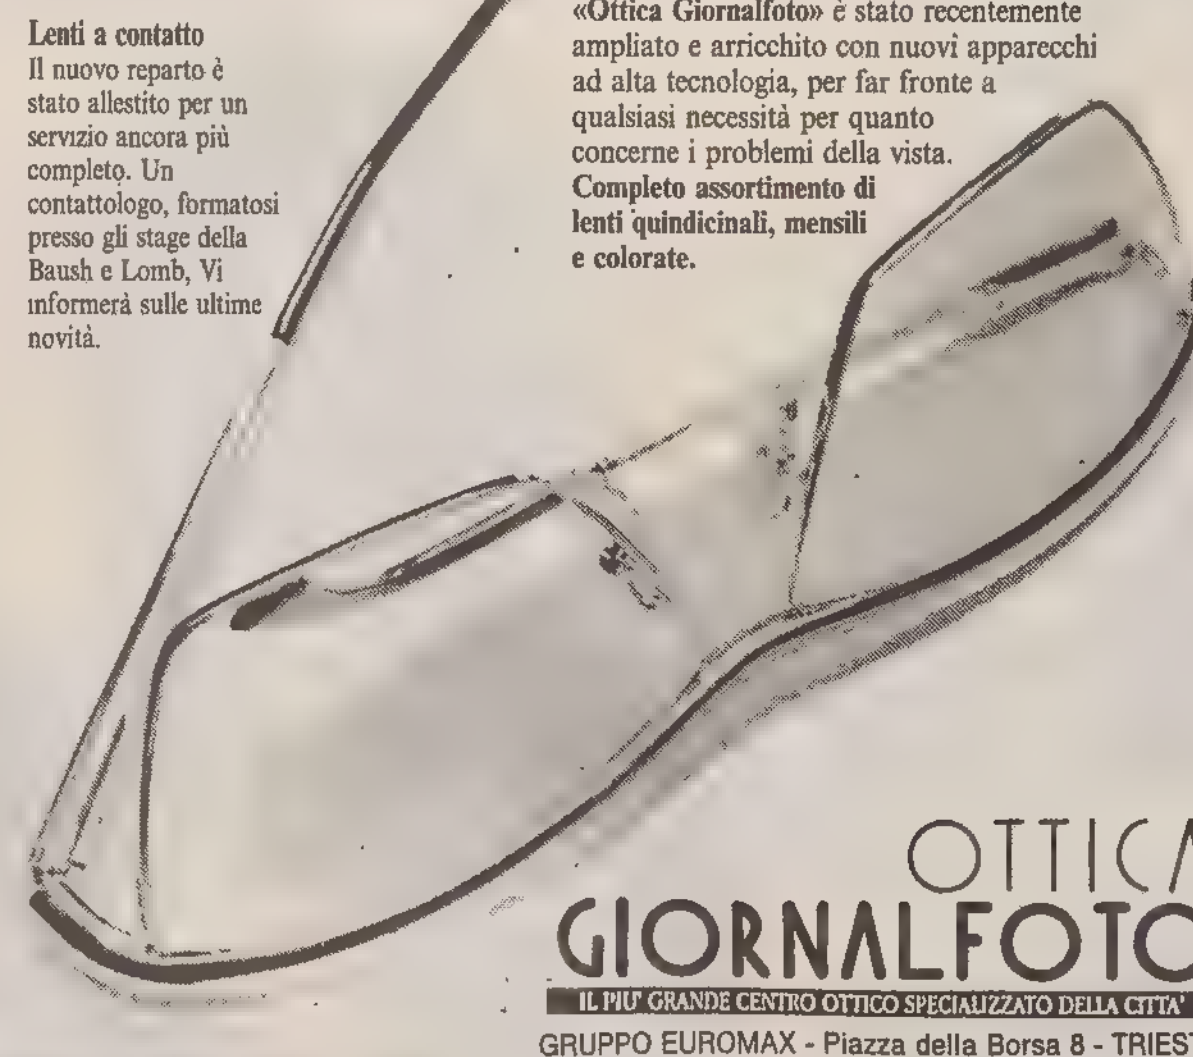 Lenti a contatto
Il nuovo reparto è
stato allestito per un
servizio ancora più
completo. Un
contattologo, formatosi
presso gli stage della
Baush e Lomb, Vi
informerà sulle ultime
novità.
«Ottica Giornalfoto» è stato recentemente
ampliato e arricchito con nuovi apparecchi
ad alta tecnologia, per far fronte a
qualsiasi necessità per quanto
concerne i problemi della vista.
Completo assortimento di
lenti quindicinali, mensili
e colorate.
OTTICA
GIORNALFOTO
IL PIU' GRANDE CENTRO OTTICO SPECIALIZZATO DELLA CITTA'
GRUPPO EUROMAX - Piazza della Borsa 8 - TRIEST